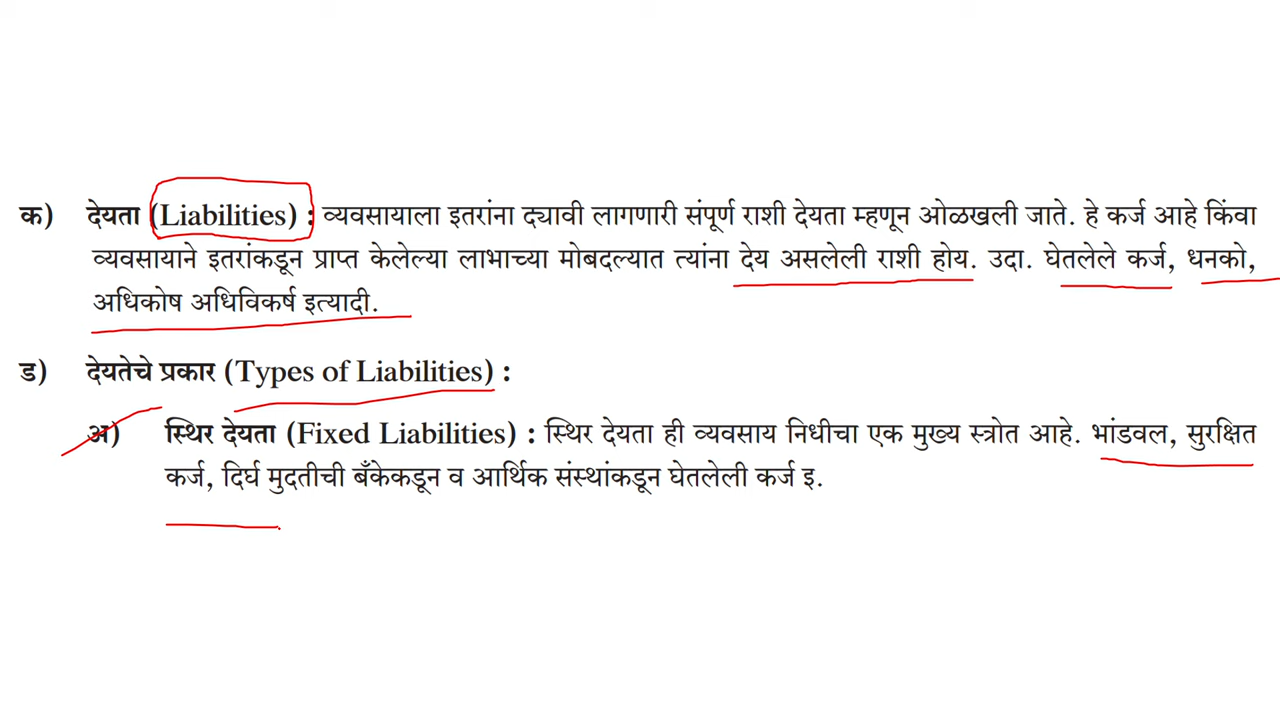 क) देयता (Liabilities) : व्यवसायाला इतरांना द्यावी लागणारी संपूर्ण राशी देयता म्हणून ओळखली जाते. हे कर्ज आहे किंवा
व्यवसायाने इतरांकडून प्राप्त केलेल्या लाभाच्या मोबदल्यात त्यांना देय असलेली राशी होय. उदा. घेतलेले कर्ज, धनको,
अधिकोष अधिविकर्ष इत्यादी.
ड) देयतेचे प्रकार (Types of Liabilities) :
अ) स्थिर देयता (Fixed Liabilities) : स्थिर देयता ही व्यवसाय निधीचा एक मुख्य स्त्रोत आहे. भांडवल, सुरक्षित
कर्ज, दिर्घ मुदतीची बँकेकडून व आर्थिक संस्थांकडून घेतलेली कर्ज इ.